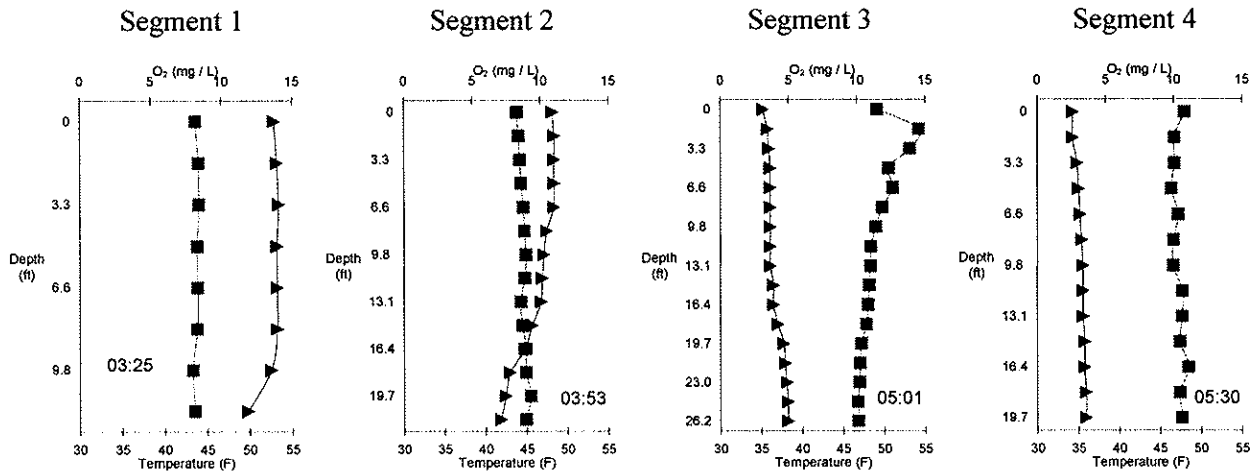 Segment 1
O₂ (mg / L)
0 5 10 15
0
3.3
6.6
9.8
Depth
(ft)
03:25
30 35 40 45 50 55
Temperature (F)
Segment 2
O₂ (mg / L)
0 5 10 15
0
3.3
6.6
9.8
13.1
16.4
19.7
Depth
(ft)
03:53
30 35 40 45 50 55
Temperature (F)
Segment 3
O₂ (mg / L)
0 5 10 15
0
3.3
6.6
9.8
13.1
16.4
19.7
23.0
26.2
Depth
(ft)
05:01
30 35 40 45 50 55
Temperature (F)
Segment 4
O₂ (mg / L)
0 5 10 15
0
3.3
6.6
9.8
13.1
16.4
19.7
Depth
(ft)
05:30
30 35 40 45 50 55
Temperature (F)